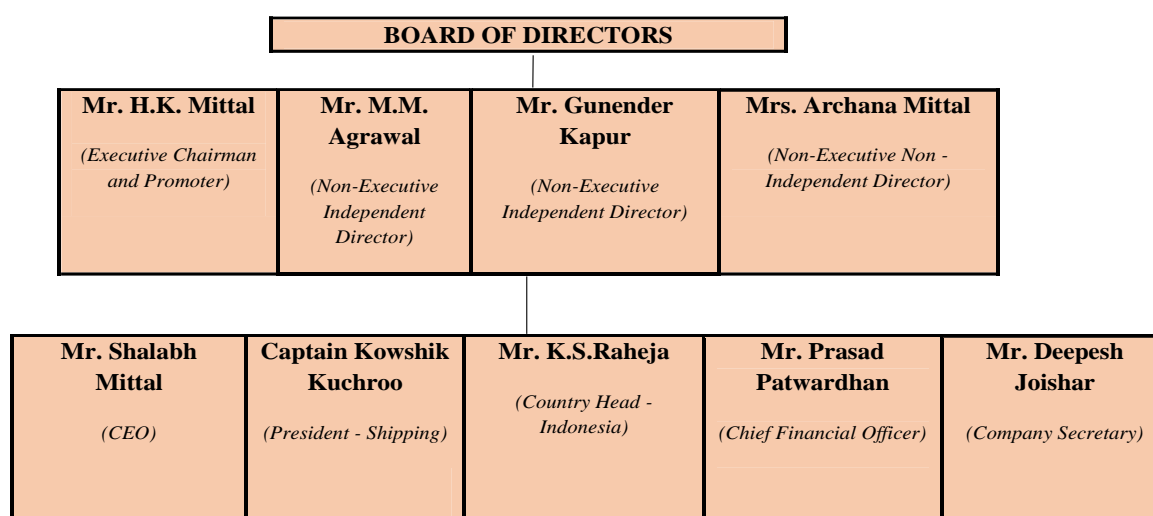 BOARD OF DIRECTORS
Mr. H.K. Mittal
(Executive Chairman
and Promoter)
Mr. M.M.
Agrawal
(Non-Executive
Independent
Director)
Mr. Gunender
Kapur
(Non-Executive
Independent Director)
Mrs. Archana Mittal
(Non-Executive Non -
Independent Director)
Mr. Shalabh
Mittal
(CEO)
Captain Kowshik
Kuchroo
(President - Shipping)
Mr. K.S.Raheja
(Country Head -
Indonesia)
Mr. Prasad
Patwardhan
(Chief Financial Officer)
Mr. Deepesh
Joishar
(Company Secretary)